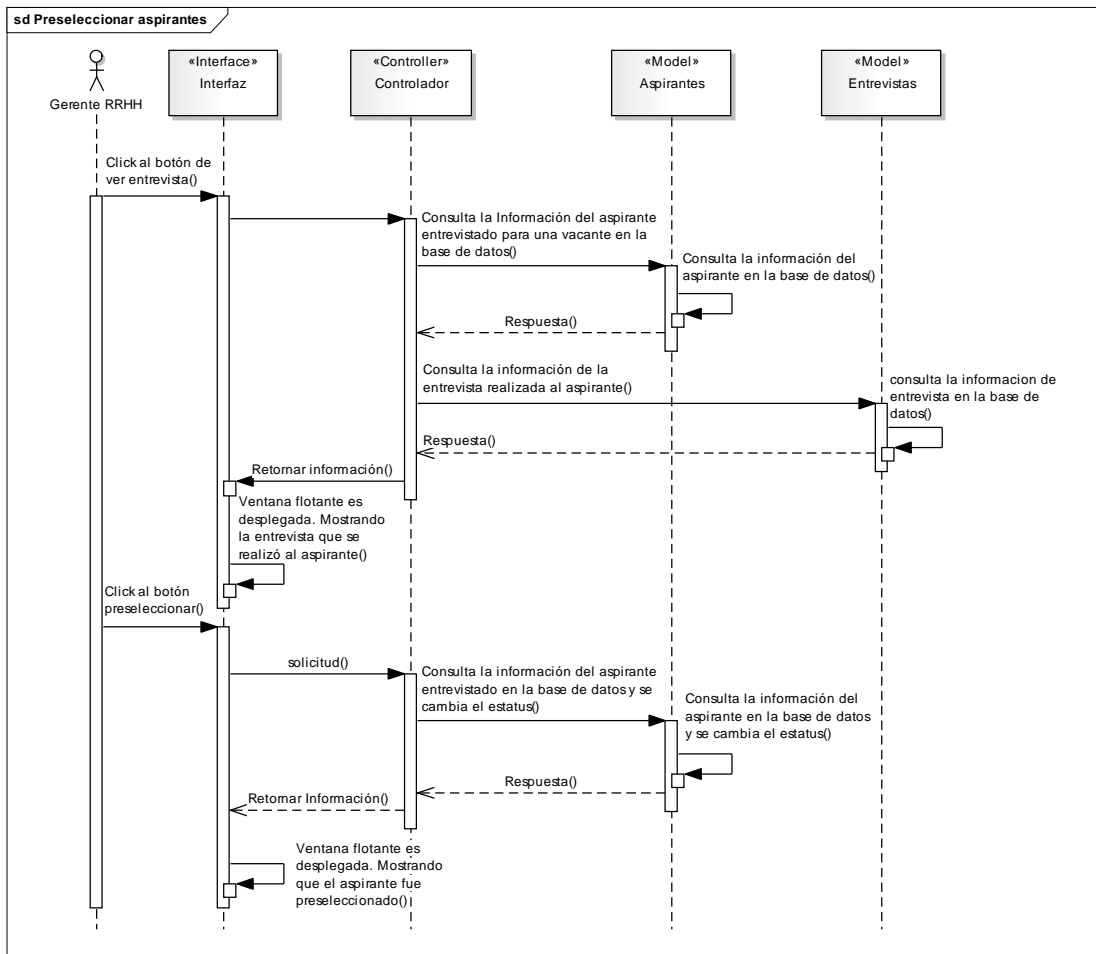 sd Preseleccionar aspirantes
Gerente RRHH
«Interface»
Interfaz
«Controller»
Controlador
«Model»
Aspirantes
«Model»
Entrevistas
Click al botón de
ver entrevista()
Consulta la Información del aspirante
entrevistado para una vacante en la
base de datos()
Consulta la información del
aspirante en la base de datos()
Respuesta()
Consulta la información de la
entrevista realizada al aspirante()
consulta la informacion de
entrevista en la base de
datos()
Respuesta()
Retornar información()
Ventana flotante es
desplegada. Mostrando
la entrevista que se
realizó al aspirante()
Click al botón
preseleccionar()
solicitud()
Consulta la información del aspirante
entrevistado en la base de datos y se
cambia el estatus()
Consulta la información del
aspirante en la base de datos
y se cambia el estatus()
Respuesta()
Retornar Información()
Ventana flotante es
desplegada. Mostrando
que el aspirante fue
preseleccionado()